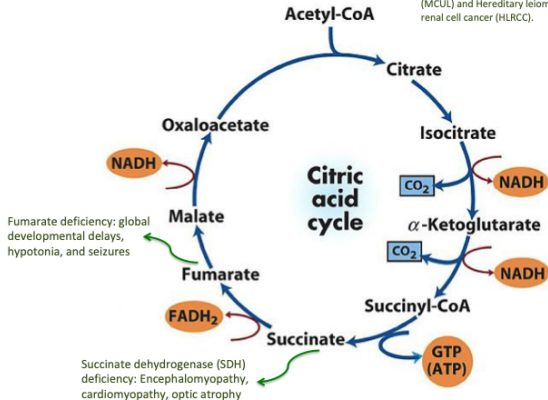 (MCUL) and Hereditary leiom
renal cell cancer (HLRCC).
Acetyl-CoA
Citrate
Oxaloacetate
Isocitrate
NADH
Citric
acid
cycle
CO2
NADH
Malate
α-Ketoglutarate
Fumarate deficiency: global
developmental delays,
hypotonia, and seizures
CO2
NADH
Fumarate
Succinyl-CoA
FADH2
Succinate
GTP
(ATP)
Succinate dehydrogenase (SDH)
deficiency: Encephalomyopathy,
cardiomyopathy, optic atrophy